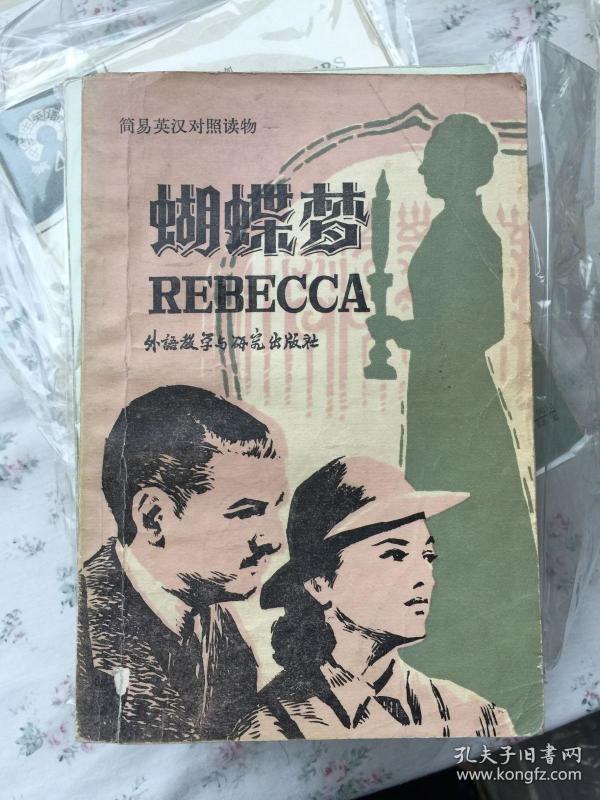 简易英汉对照读物
蝴蝶梦
REBECCA
外语教学与研究出版社
孔夫子旧书网
www.kongfz.com